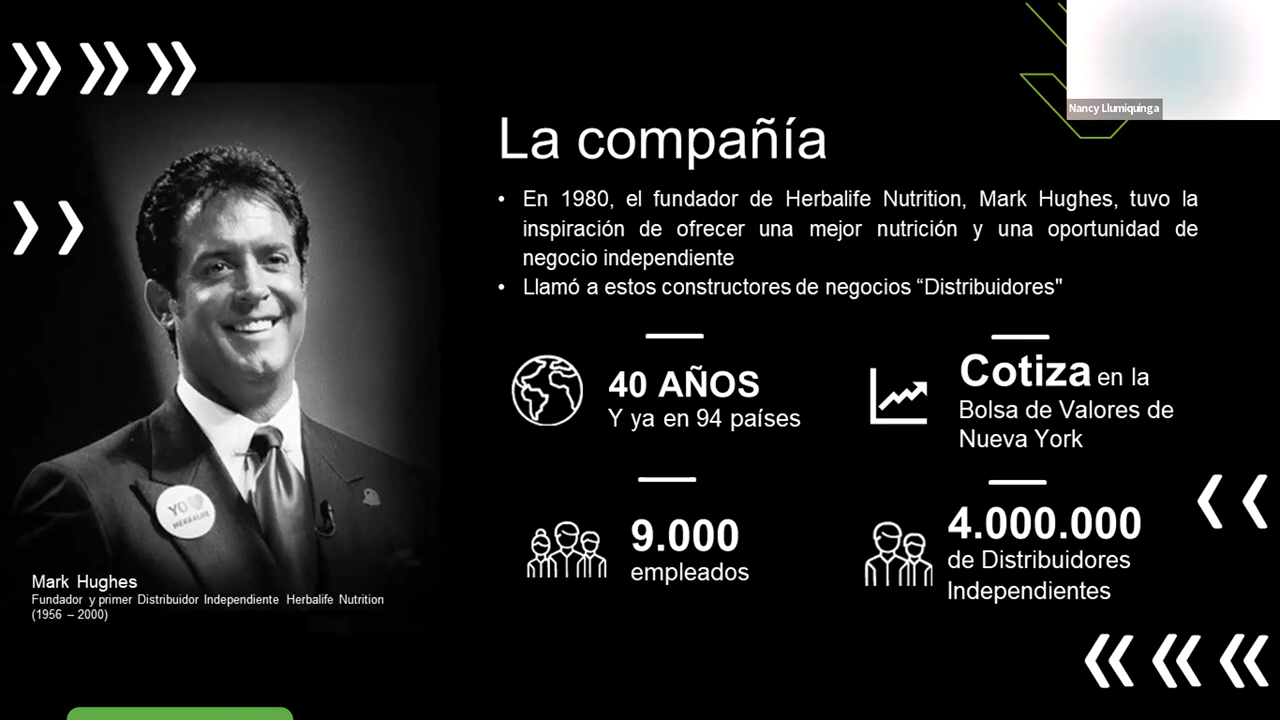 Nancy Llumiquinga
La compañía
• En 1980, el fundador de Herbalife Nutrition, Mark Hughes, tuvo la
inspiración de ofrecer una mejor nutrición y una oportunidad de
negocio independiente
• Llamó a estos constructores de negocios “Distribuidores"
40 AÑOS
Y ya en 94 países
Cotiza en la
Bolsa de Valores de
Nueva York
9.000
empleados
4.000.000
de Distribuidores
Independientes
YO
HERBALIFE
Mark Hughes
Fundador y primer Distribuidor Independiente Herbalife Nutrition
(1956 – 2000)